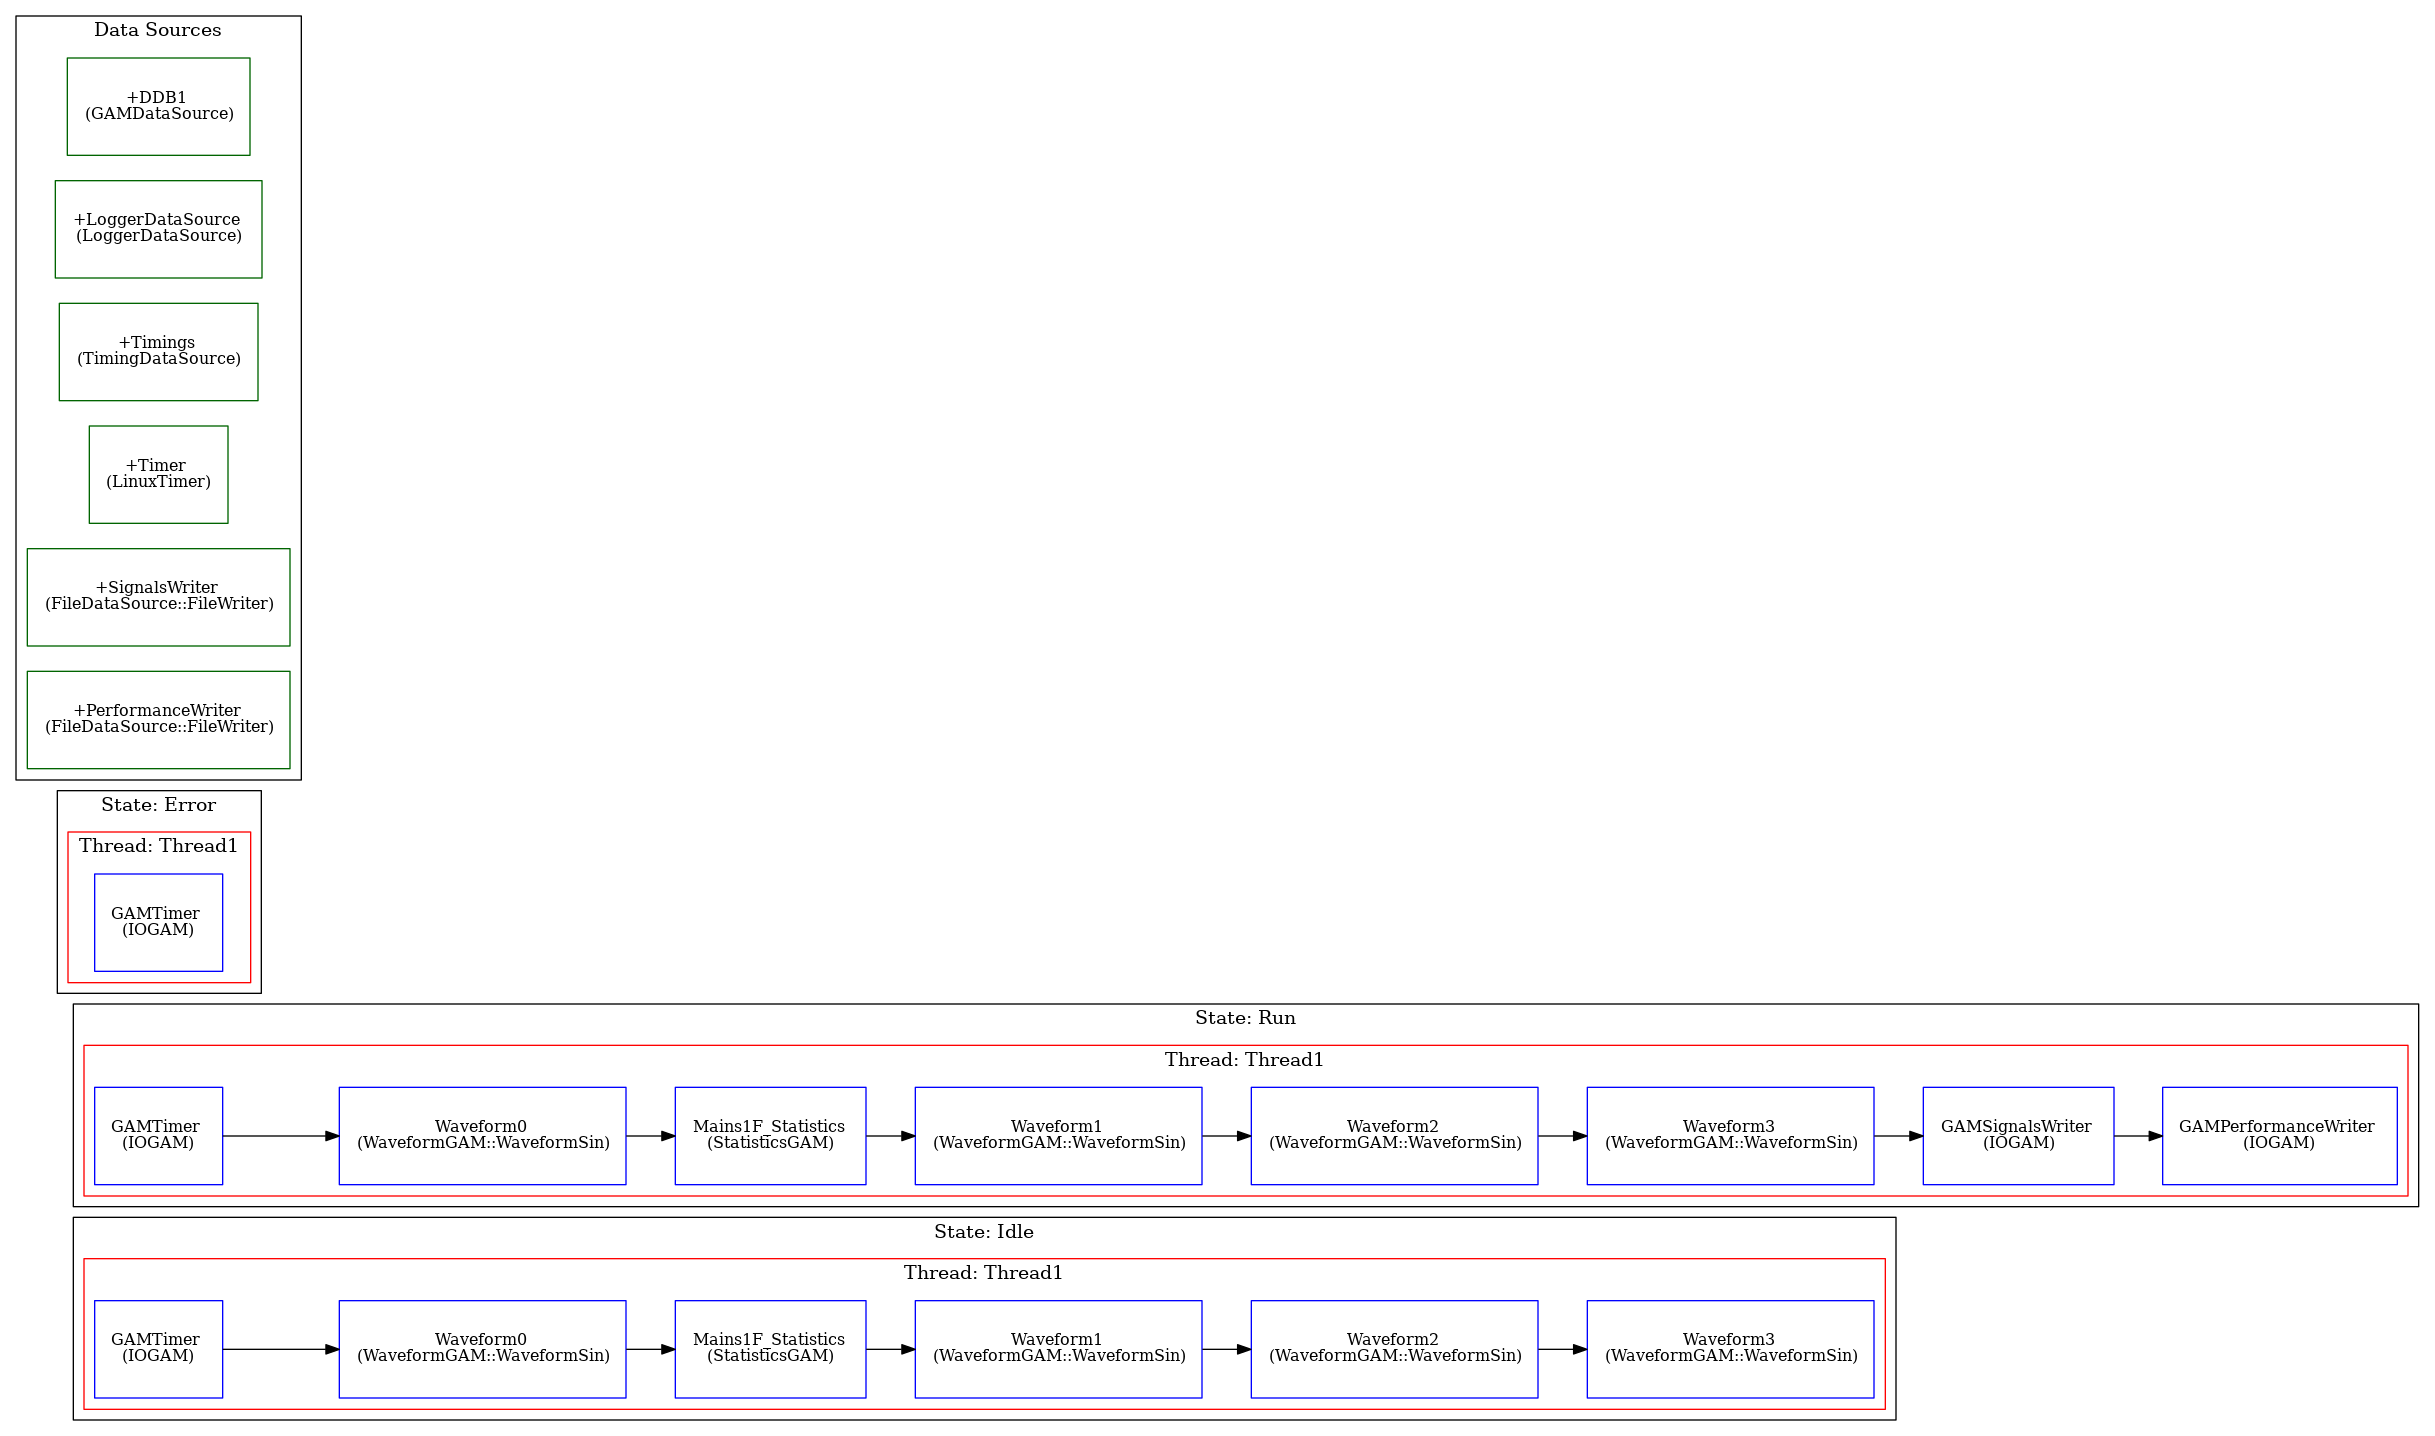 Data Sources
+DDB1
(GAMDataSource)
+LoggerDataSource
(LoggerDataSource)
+Timings
(TimingDataSource)
+Timer
(LinuxTimer)
+SignalsWriter
(FileDataSource::FileWriter)
+PerformanceWriter
(FileDataSource::FileWriter)
State: Error
Thread: Thread1
GAMTimer
(IOGAM)
State: Run
Thread: Thread1
GAMTimer
(IOGAM)
Waveform0
(WaveformGAM::WaveformSin)
Mains1F_Statistics
(StatisticsGAM)
Waveform1
(WaveformGAM::WaveformSin)
Waveform2
(WaveformGAM::WaveformSin)
Waveform3
(WaveformGAM::WaveformSin)
GAMSignalsWriter
(IOGAM)
GAMPerformanceWriter
(IOGAM)
State: Idle
Thread: Thread1
GAMTimer
(IOGAM)
Waveform0
(WaveformGAM::WaveformSin)
Mains1F_Statistics
(StatisticsGAM)
Waveform1
(WaveformGAM::WaveformSin)
Waveform2
(WaveformGAM::WaveformSin)
Waveform3
(WaveformGAM::WaveformSin)